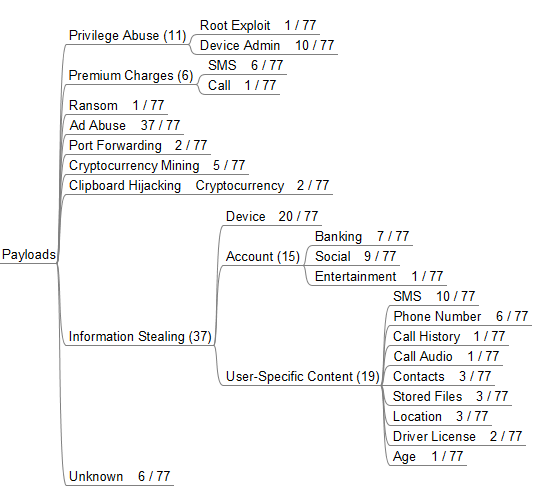 Root Exploit 1 / 77
Privilege Abuse (11)
Device Admin 10 / 77
SMS 6 / 77
Premium Charges (6)
Call 1 / 77
Ransom 1 / 77
Ad Abuse 37 / 77
Port Forwarding 2 / 77
Cryptocurrency Mining 5 / 77
Clipboard Hijacking Cryptocurrency 2 / 77
Device 20 / 77
Banking 7 / 77
Payloads
Account (15)
Social 9 / 77
Entertainment 1 / 77
SMS 10 / 77
Phone Number 6 / 77
Information Stealing (37)
Call History 1 / 77
Call Audio 1 / 77
User-Specific Content (19)
Contacts 3 / 77
Stored Files 3 / 77
Location 3 / 77
Driver License 2 / 77
Age 1 / 77
Unknown 6 / 77